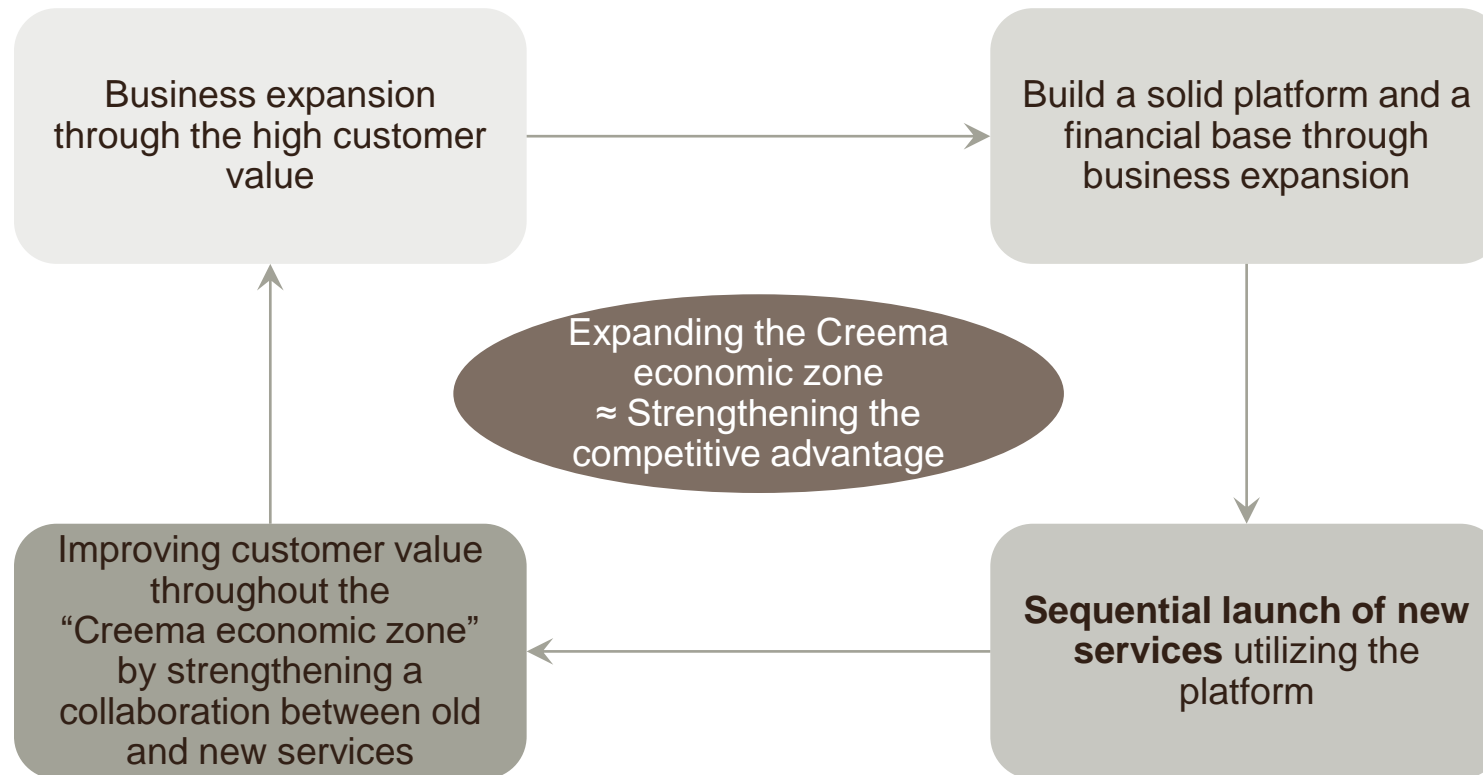 Business expansion
through the high customer
value
Build a solid platform and a
financial base through
business expansion
Expanding the Creema
economic zone
≈ Strengthening the
competitive advantage
Improving customer value
throughout the
“Creema economic zone”
by strengthening a
collaboration between old
and new services
Sequential launch of new
services utilizing the
platform